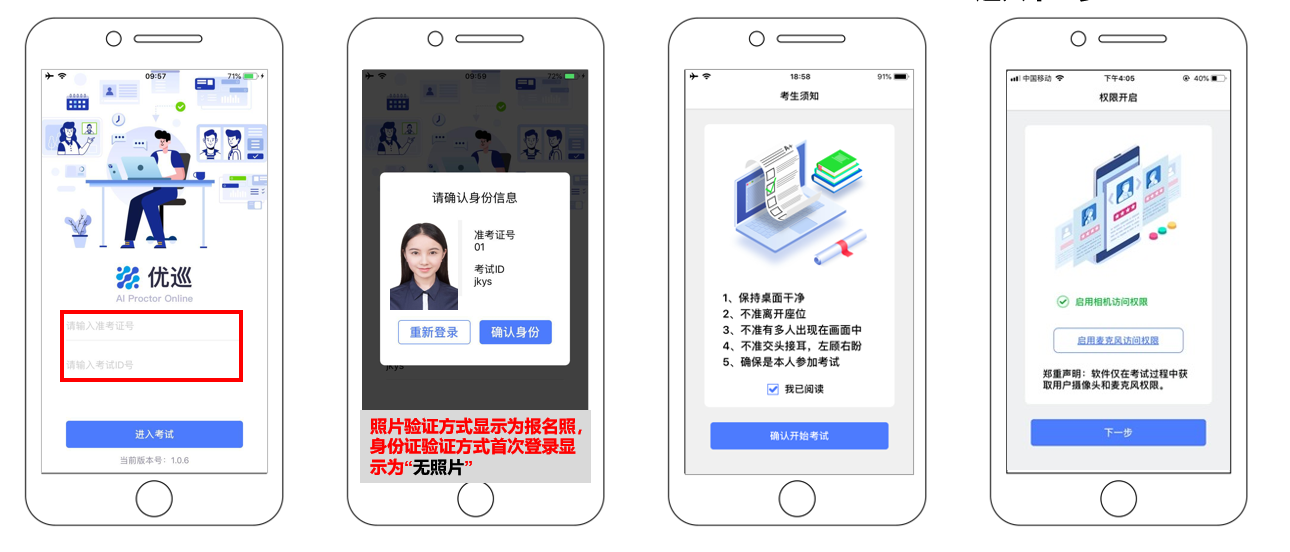 09:57
71%
优巡
AI Proctor Online
请输入准考证号
请输入考试ID号
进入考试
当前版本号：1.0.6
09:59
72%
请确认身份信息
准考证号
01
考试ID
jkys
重新登录
确认身份
jkys
照片验证方式显示为报名照,
身份证验证方式首次登录显
示为“无照片”
18:58
91%
考生须知
A+
1、保持桌面干净
2、不准离开座位
3、不准有多人出现在画面中
4、不准交头接耳，左顾右盼
5、确保是本人参加考试
我已阅读
确认开始考试
中国移动
下午4:05
40%
权限开启
启用相机访问权限
启用麦克风访问权限
郑重声明：软件仅在考试过程中获
取用户摄像头和麦克风权限。
下一步